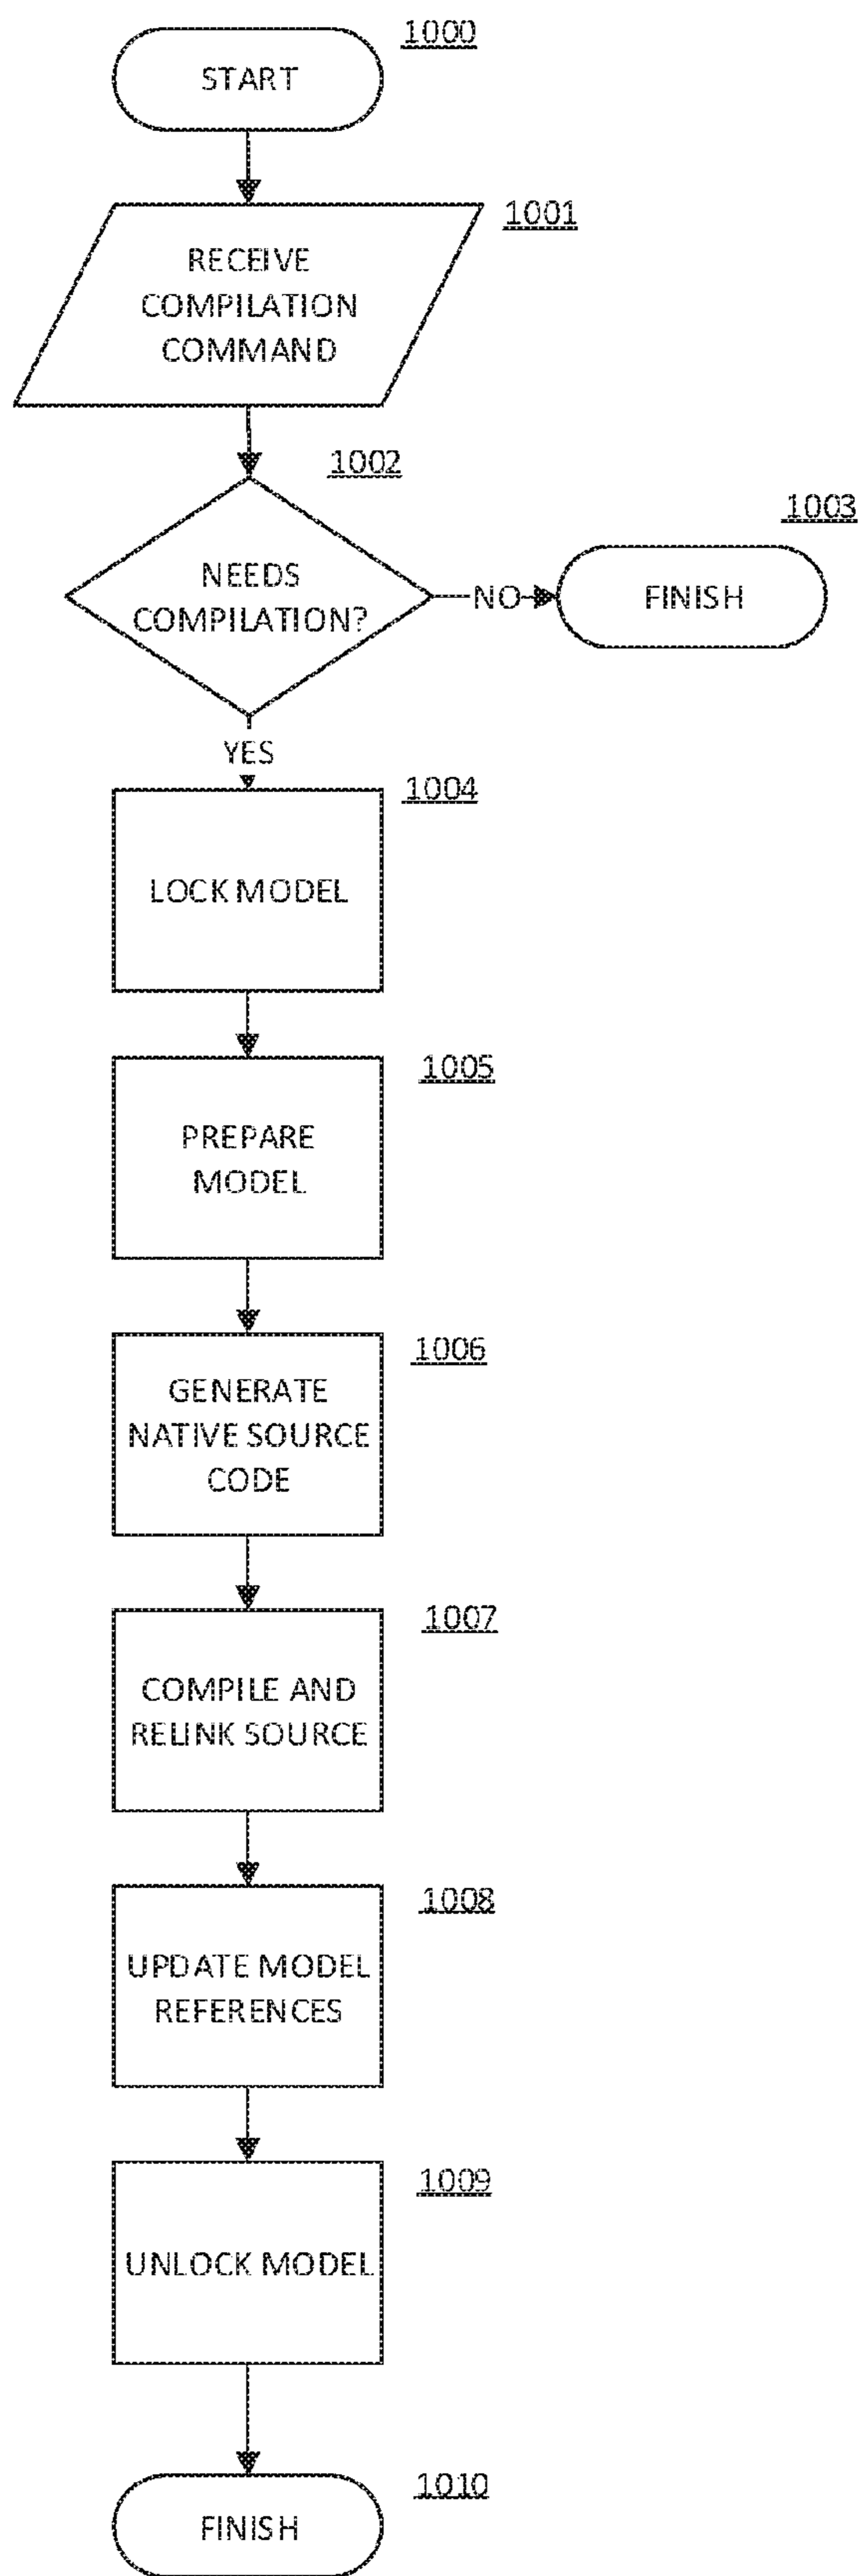 1000
START
1001
RECEIVE
COMPILATION
COMMAND
1002
NEEDS
COMPILATION?
NO
1003
FINISH
YES
1004
LOCK MODEL
1005
PREPARE
MODEL
1006
GENERATE
NATIVE SOURCE
CODE
1007
COMPILE AND
RELINK SOURCE
1008
UPDATE MODEL
REFERENCES
1009
UNLOCK MODEL
1010
FINISH